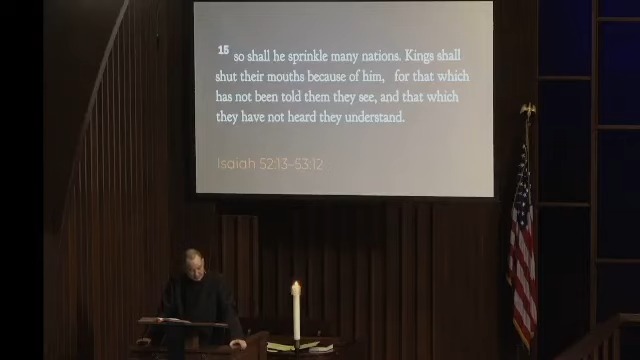 15 so shall he sprinkle many nations. Kings shall
shut their mouths because of him, for that which
has not been told them they see, and that which
they have not heard they understand.
Isaiah 52:13–53:12